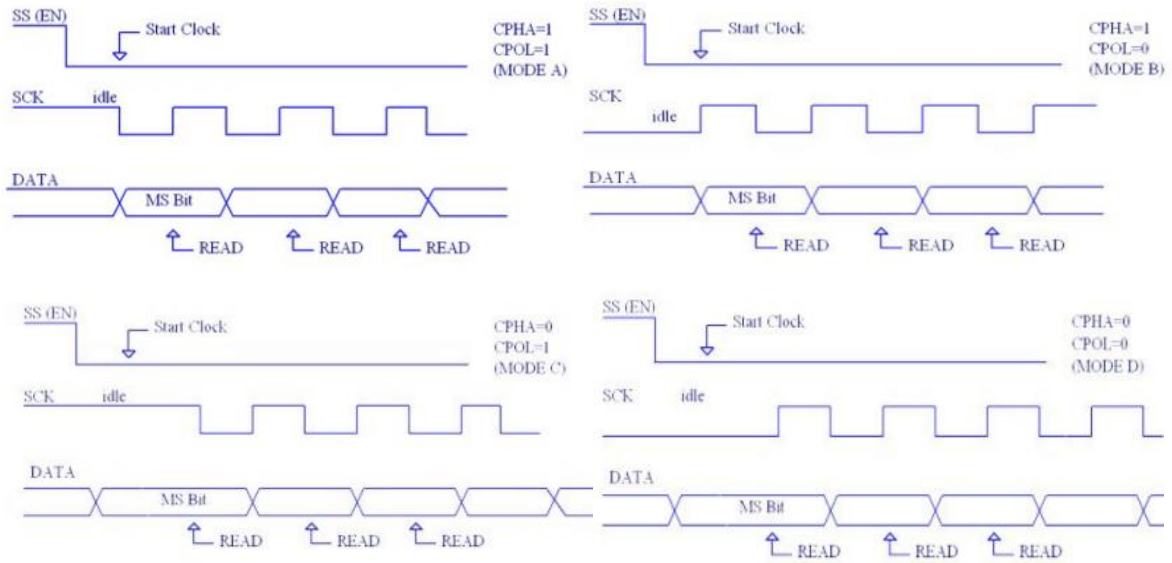 SS (EN)
Start Clock
CPHA=1
CPOL=1
(MODE A)
SCK idle
DATA
MS Bit
READ READ READ
SS (EN)
Start Clock
CPHA=1
CPOL=0
(MODE B)
SCK
idle
DATA
MS Bit
READ READ READ
SS (EN)
Start Clock
CPHA=0
CPOL=1
(MODE C)
SCK idle
DATA
MS Bit
READ READ READ
SS (EN)
Start Clock
CPHA=0
CPOL=0
(MODE D)
SCK idle
DATA
MS Bit
READ READ READ